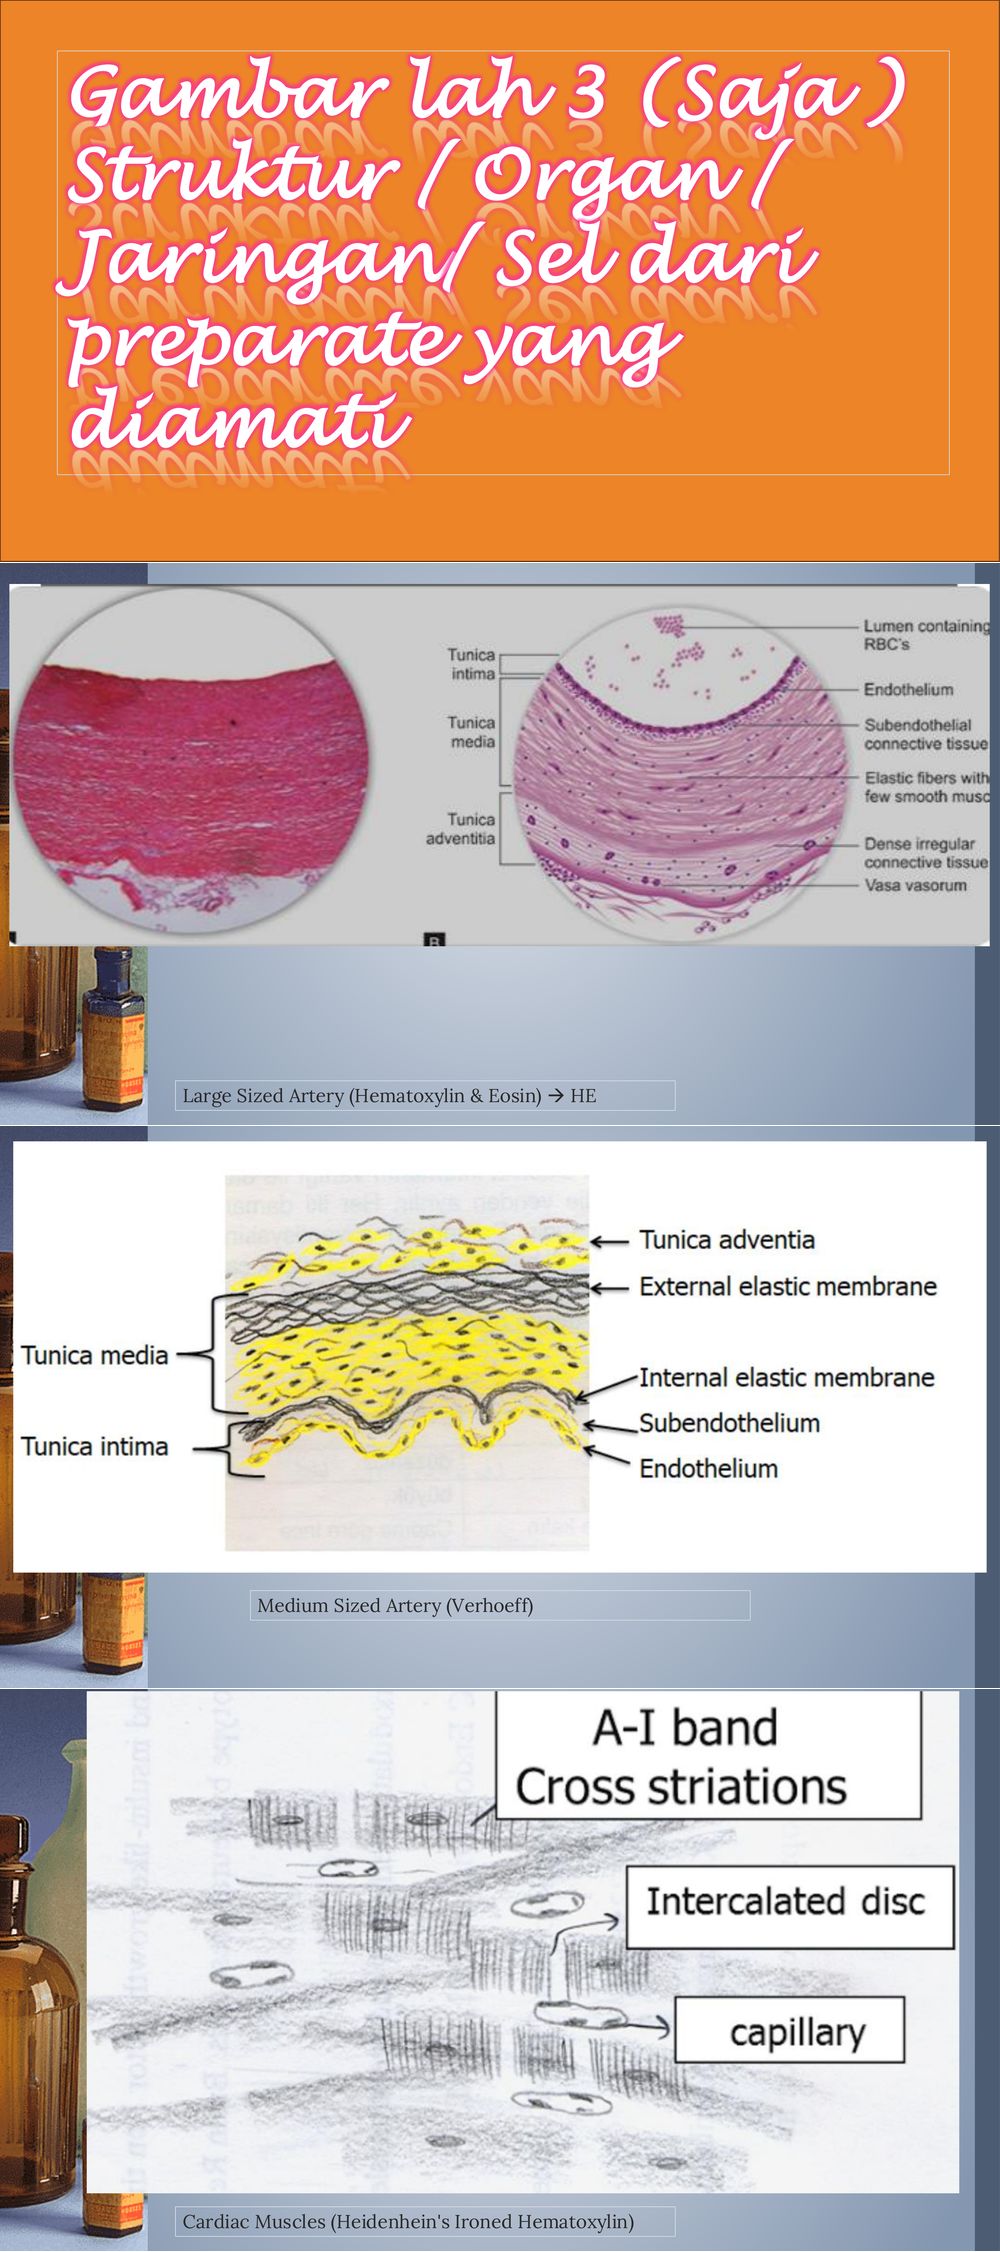 Gambar lah 3 (Saja)
Struktur / Organ /
Jaringan/ Sel dari
preparate yang
diamati
Tunica
intima
Tunica
media
Tunica
adventitia
Lumen containing
RBC's
Endothelium
Subendothelial
connective tissue
Elastic fibers with
few smooth musc
Dense irregular
connective tissue
Vasa vasorum
B
Large Sized Artery (Hematoxylin & Eosin) → HE
Tunica media
Tunica intima
Tunica adventia
External elastic membrane
Internal elastic membrane
Subendothelium
Endothelium
Medium Sized Artery (Verhoeff)
A-I band
Cross striations
Intercalated disc
capillary
Cardiac Muscles (Heidenhein's Ironed Hematoxylin)